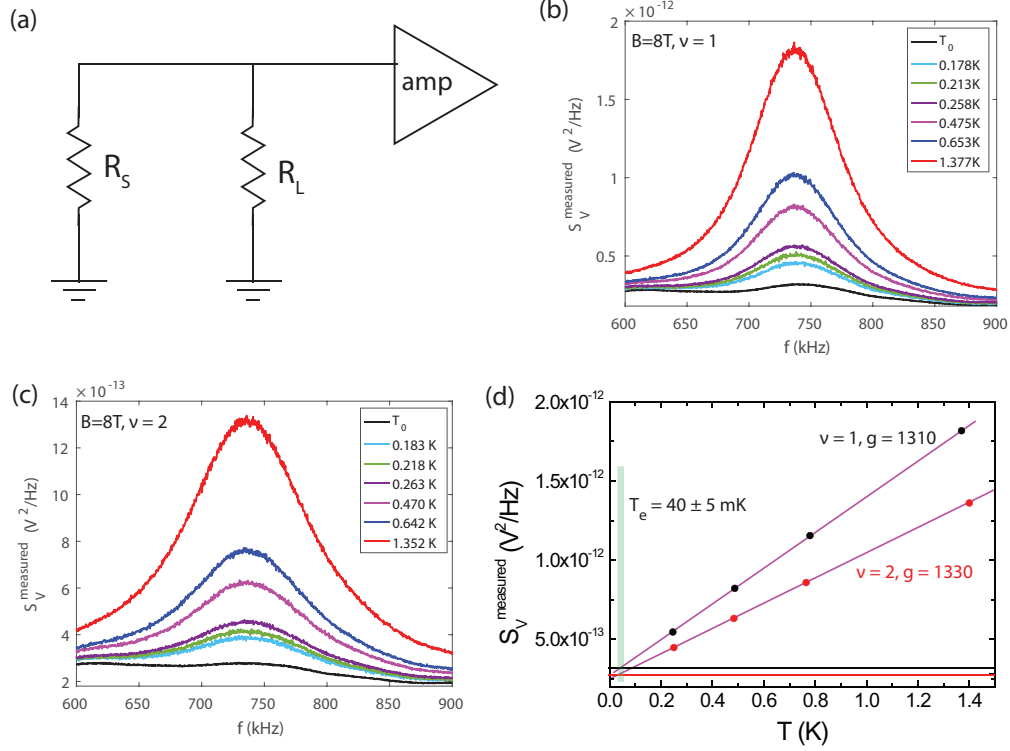 (a)
amp
R_S
R_L
(b)
× 10^-12
B=8T, ν = 1
T_0
0.178K
0.213K
0.258K
0.475K
0.653K
1.377K
2
1.5
1
0.5
S_V^measured (V^2/Hz)
600 650 700 750 800 850 900
f (kHz)
(c)
× 10^-13
B=8T, ν = 2
T_0
0.183 K
0.218 K
0.263 K
0.470 K
0.642 K
1.352 K
14
12
10
8
6
4
2
S_V^measured (V^2/Hz)
600 650 700 750 800 850 900
f (kHz)
(d)
2.0x10^-12
1.5x10^-12
1.0x10^-12
5.0x10^-13
S_V^measured (V^2/Hz)
ν = 1, g = 1310
T_e = 40 ± 5 mK
ν = 2, g = 1330
0.0 0.2 0.4 0.6 0.8 1.0 1.2 1.4
T (K)